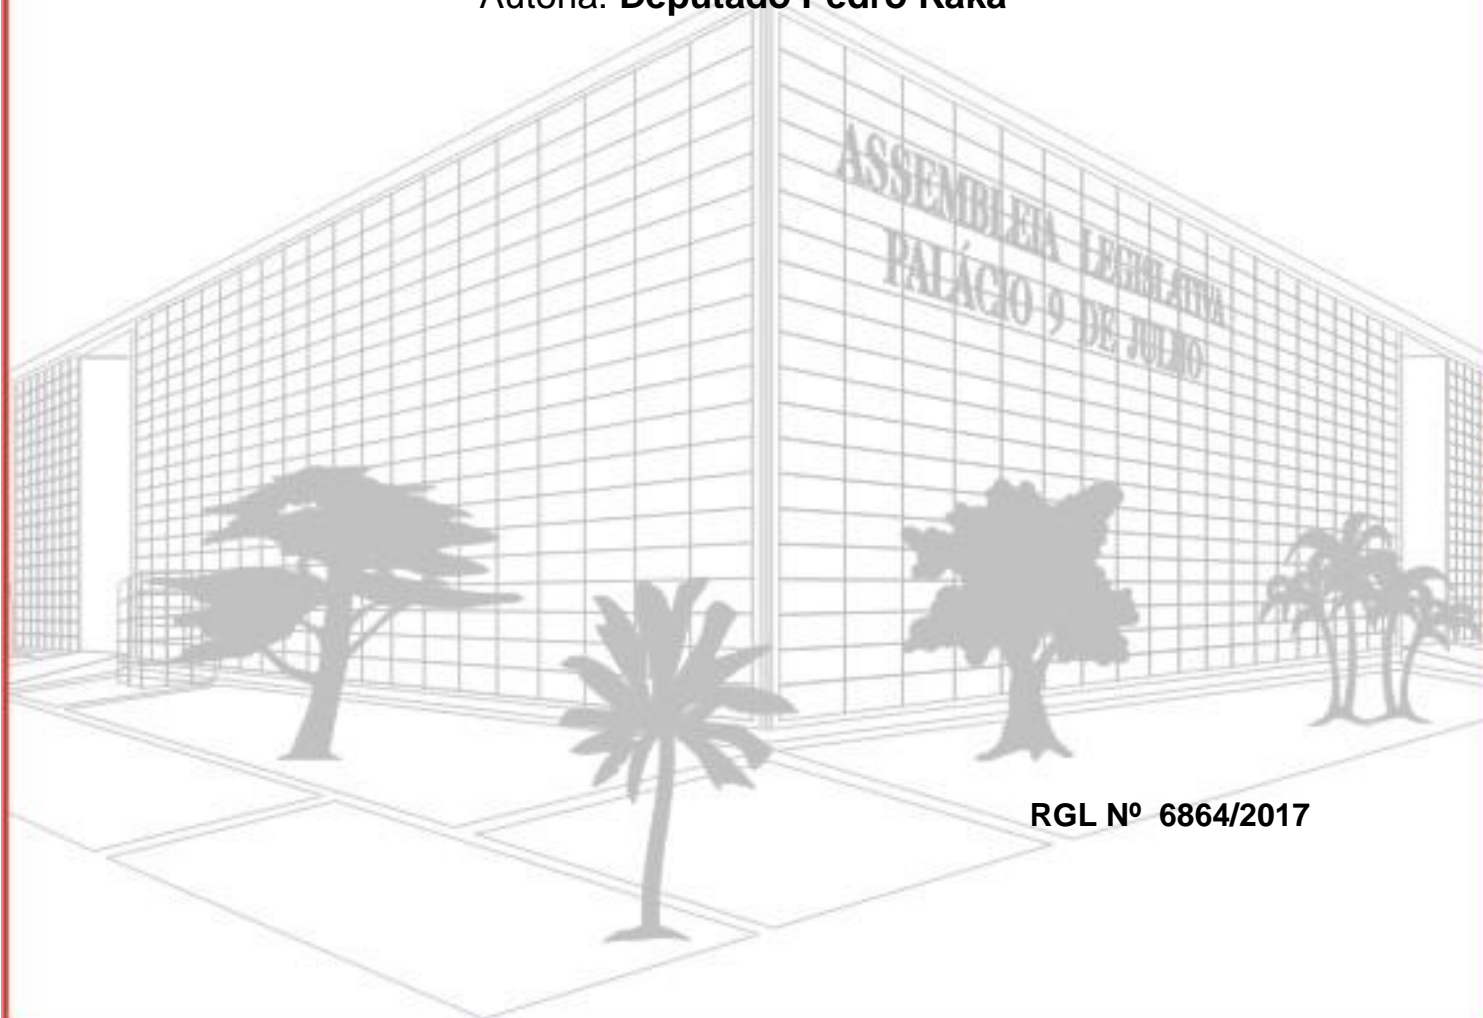 Autoria: Deputado Pedro Kaká
ASSEMBLEIA LEGISLATIVA
PALÁCIO 9 DE JULHO
RGL Nº 6864/2017